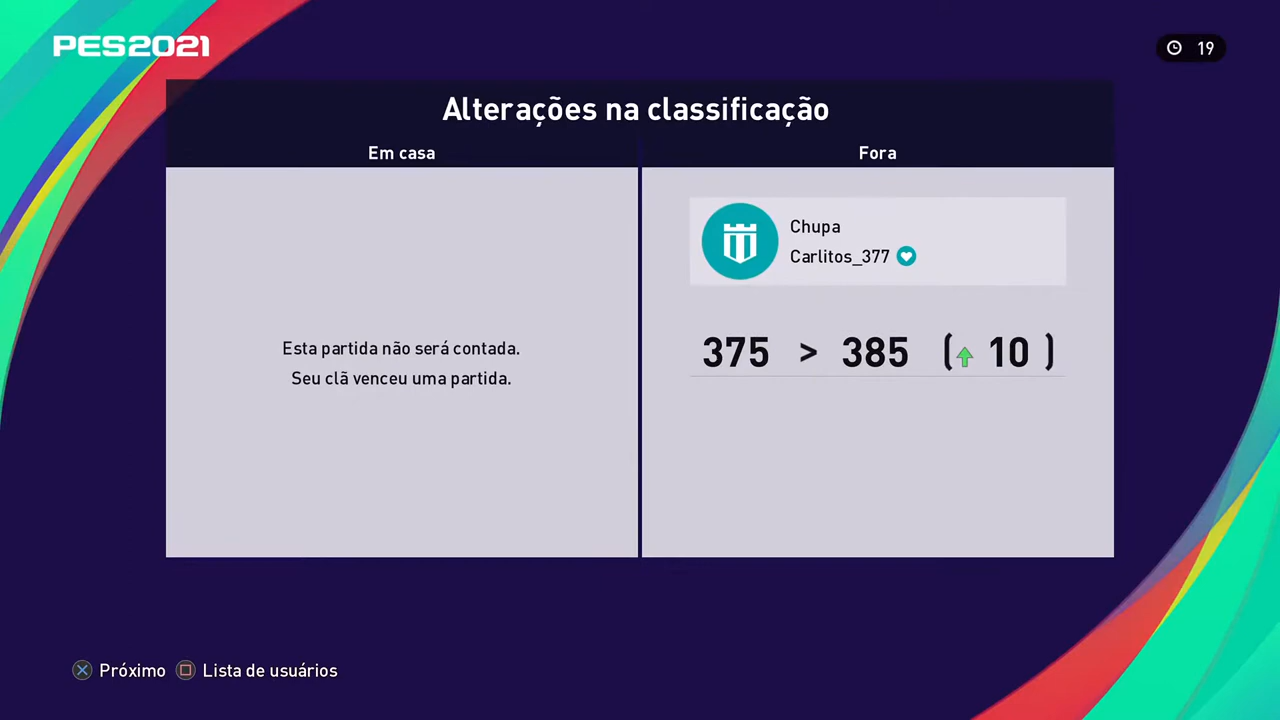 PES2021
19
Alterações na classificação
Em casa
Fora
Chupa
Carlitos_377
Esta partida não será contada.
Seu clã venceu uma partida.
375 > 385 ( 10 )
Próximo Lista de usuários